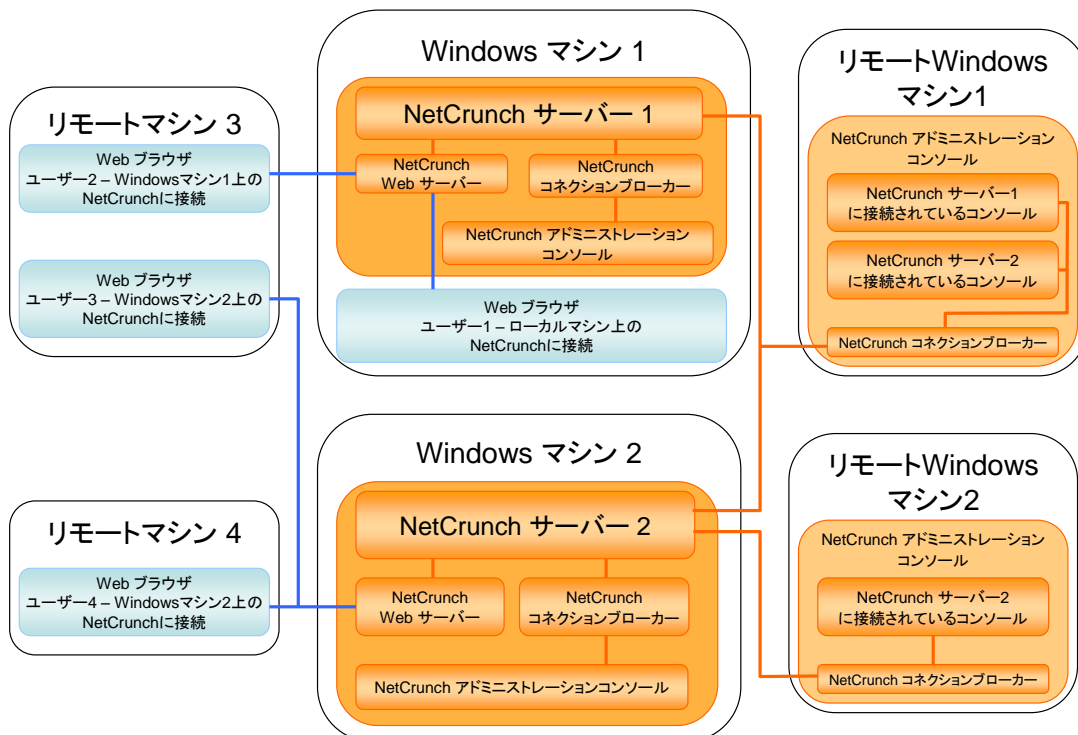 Windows マシン 1
NetCrunch サーバー 1
NetCrunch
Web サーバー
NetCrunch
コネクションブローカー
NetCrunch アドミニストレーション
コンソール
Web ブラウザ
ユーザー1 – ローカルマシン上の
NetCrunchに接続
リモートマシン 3
Web ブラウザ
ユーザー2 – Windowsマシン1上の
NetCrunchに接続
Web ブラウザ
ユーザー3 – Windowsマシン2上の
NetCrunchに接続
リモートWindows
マシン1
NetCrunch アドミニストレーション
コンソール
NetCrunch サーバー1
に接続されているコンソール
NetCrunch サーバー2
に接続されているコンソール
NetCrunch コネクションブローカー
リモートマシン 4
Web ブラウザ
ユーザー4 – Windowsマシン2上の
NetCrunchに接続
Windows マシン 2
NetCrunch サーバー 2
NetCrunch
Web サーバー
NetCrunch
コネクションブローカー
NetCrunch アドミニストレーションコンソール
リモートWindows
マシン2
NetCrunch アドミニストレーション
コンソール
NetCrunch サーバー2
に接続されているコンソール
NetCrunch コネクションブローカー